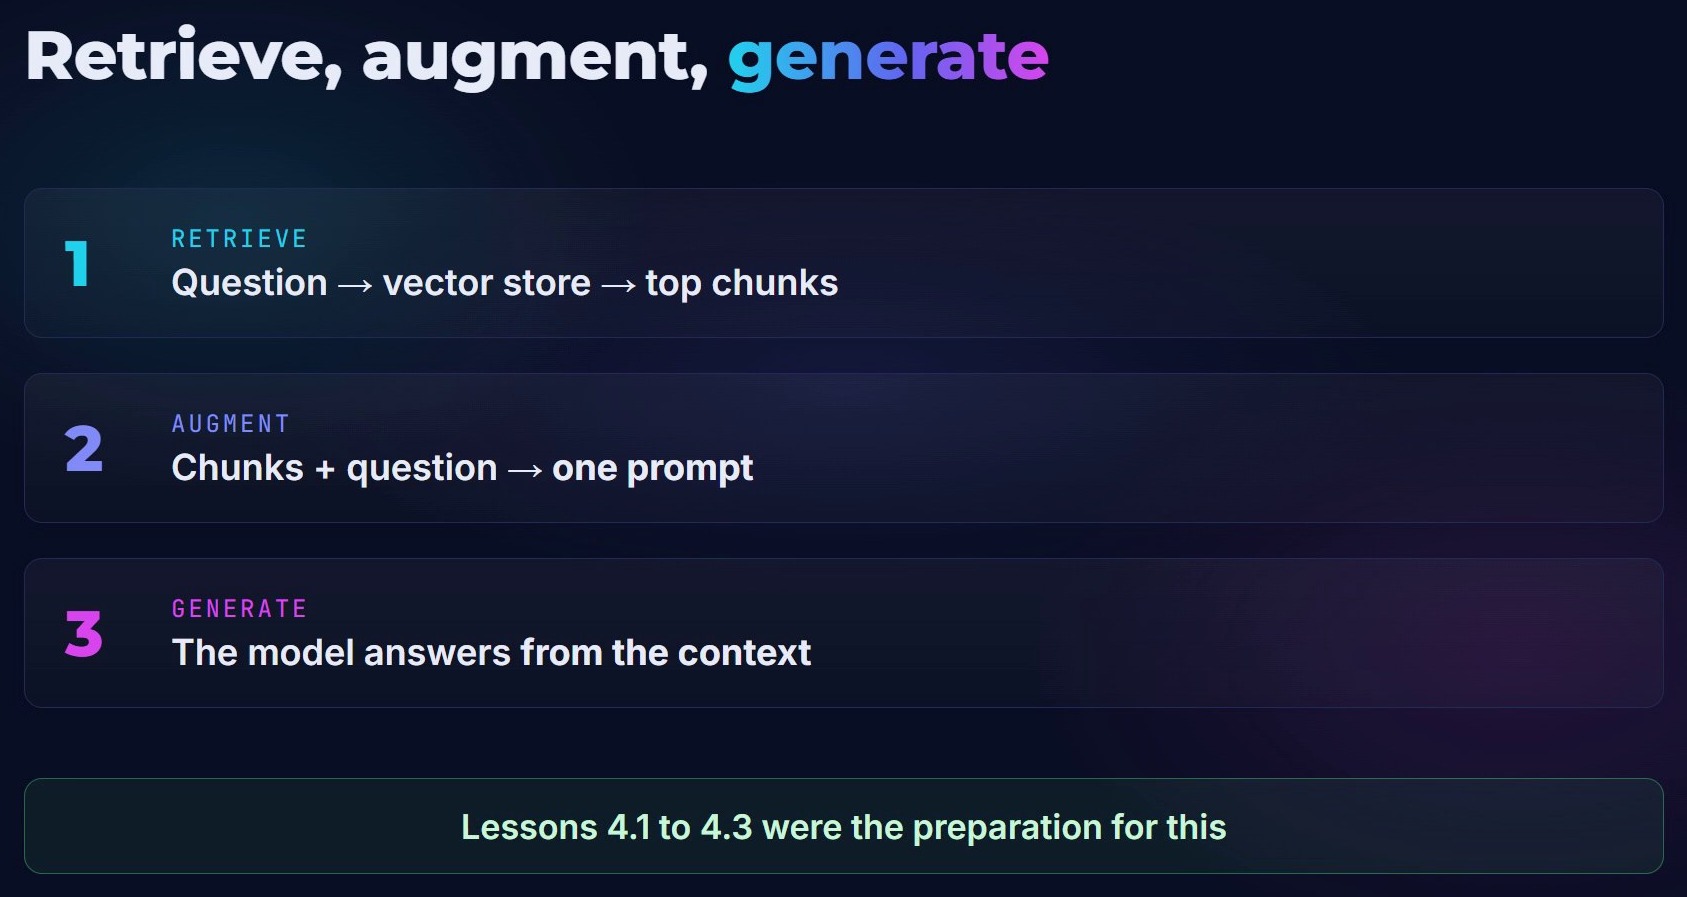 Retrieve, augment, generate
1
RETRIEVE
Question → vector store → top chunks
2
AUGMENT
Chunks + question → one prompt
3
GENERATE
The model answers from the context
Lessons 4.1 to 4.3 were the preparation for this